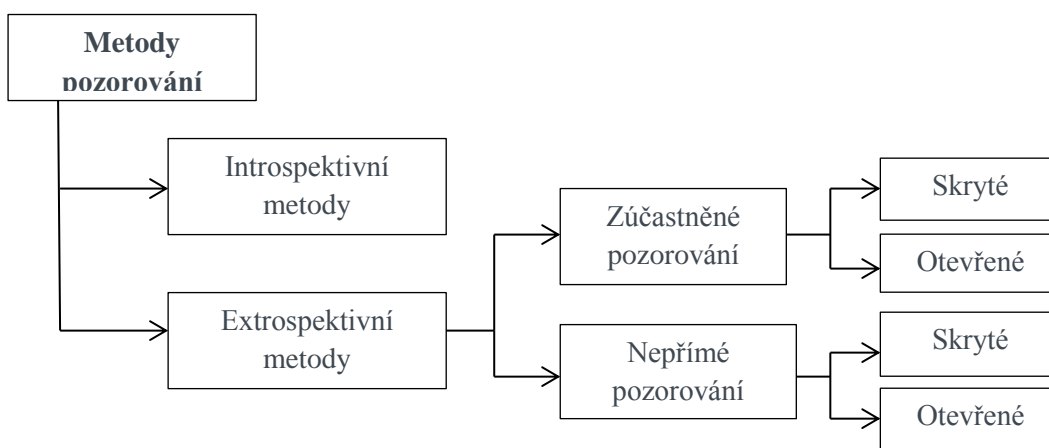 Metody
pozorování
Introspektivní
metody
Extrospektivní
metody
Zúčastněné
pozorování
Nepřímé
pozorování
Skryté
Otevřené
Skryté
Otevřené